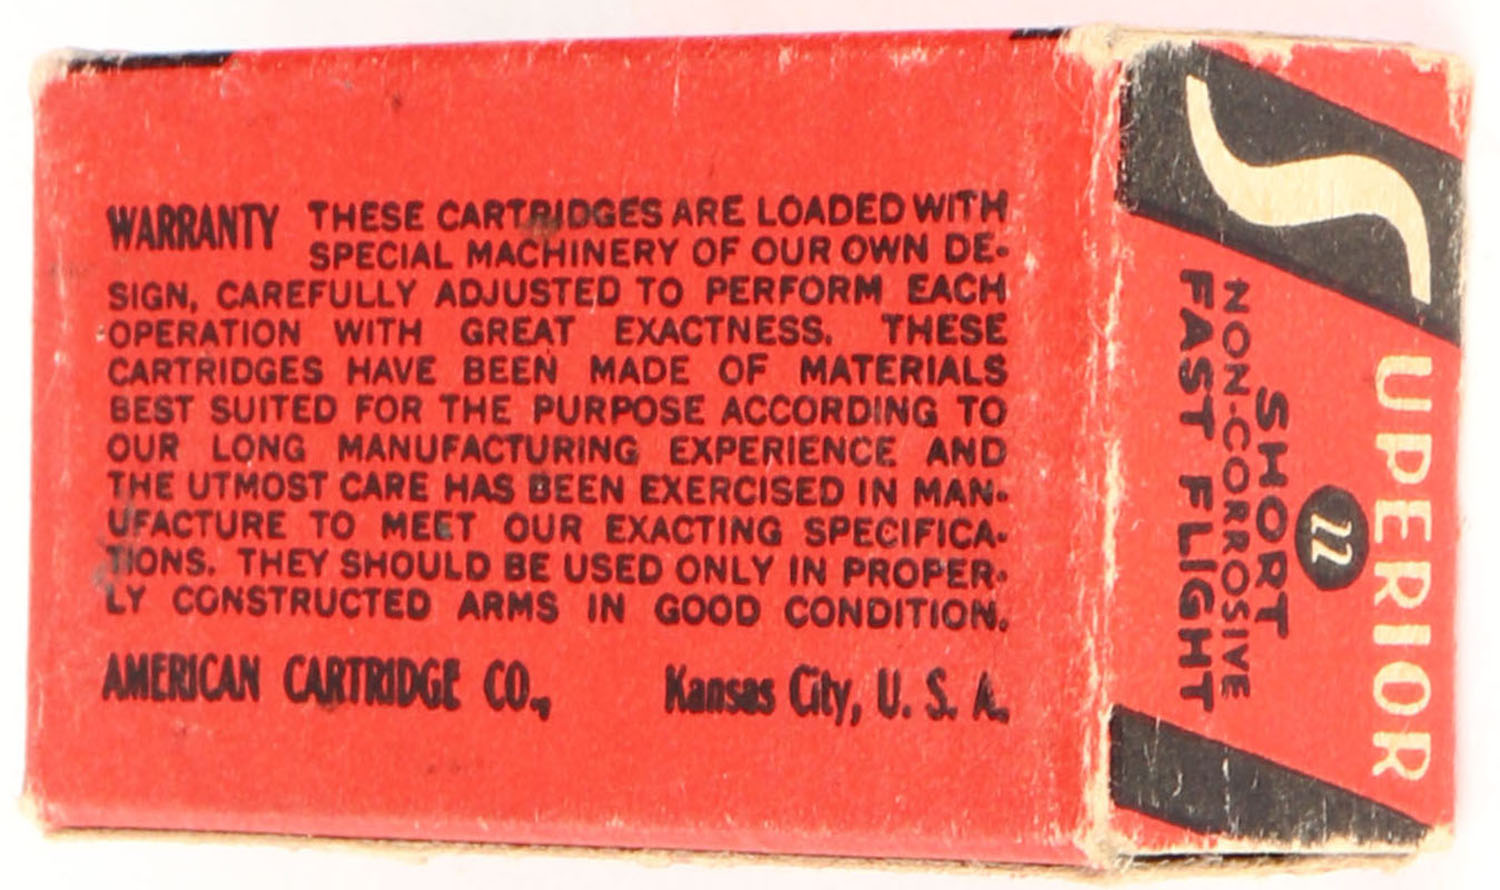 WARRANTY THESE CARTRIDGES ARE LOADED WITH
SPECIAL MACHINERY OF OUR OWN DE-
SIGN, CAREFULLY ADJUSTED TO PERFORM EACH
OPERATION WITH GREAT EXACTNESS. THESE
CARTRIDGES HAVE BEEN MADE OF MATERIALS
BEST SUITED FOR THE PURPOSE ACCORDING TO
OUR LONG MANUFACTURING EXPERIENCE AND
THE UTMOST CARE HAS BEEN EXERCISED IN MAN-
UFACTURE TO MEET OUR EXACTING SPECIFICA-
TIONS. THEY SHOULD BE USED ONLY IN PROPER-
LY CONSTRUCTED ARMS IN GOOD CONDITION.
AMERICAN CARTRIDGE CO., Kansas City, U. S. A.
SUPERIOR
22
SHORT
NON-CORROSIVE
FAST FLIGHT